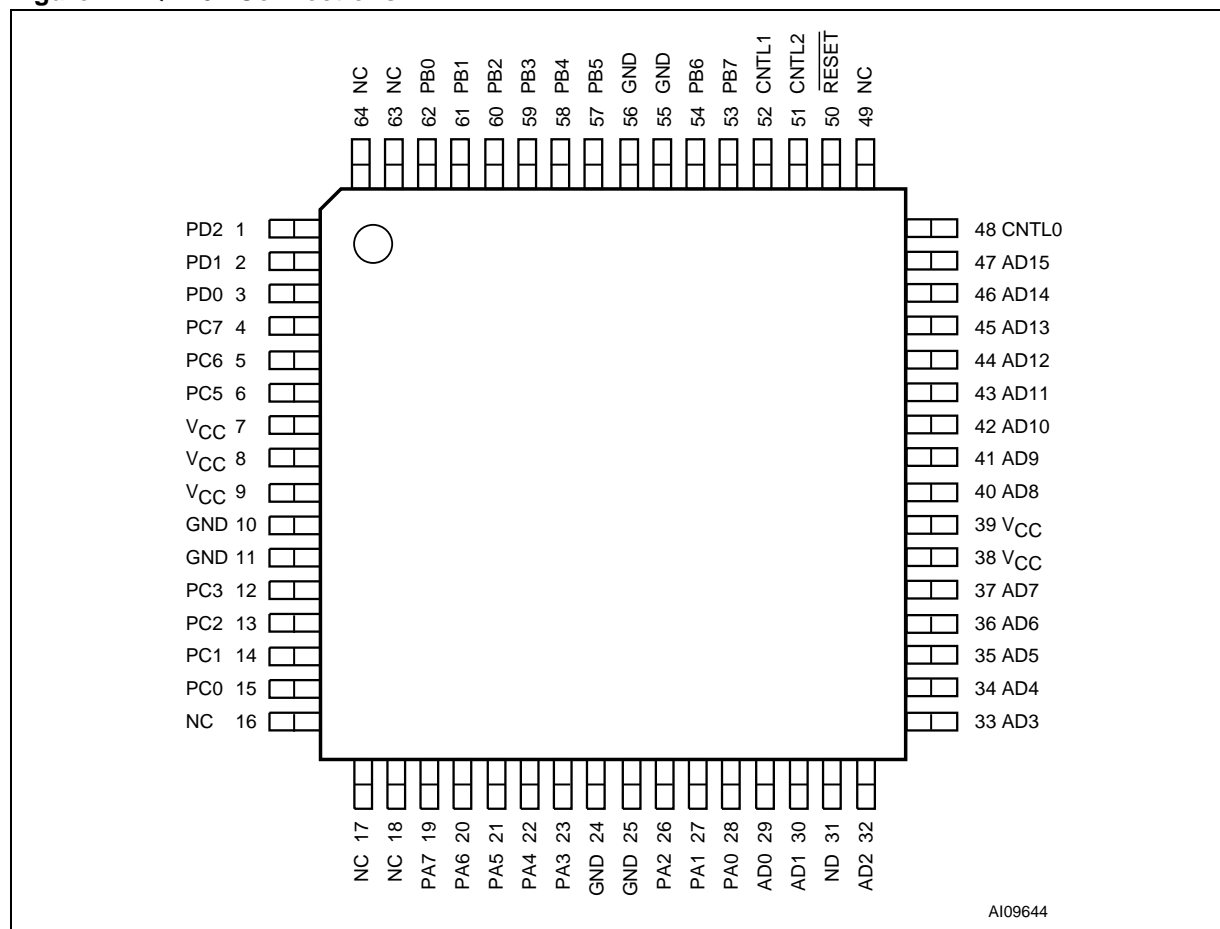 64 NC
63 NC
62 PB0
61 PB1
60 PB2
59 PB3
58 PB4
57 PB5
56 GND
55 GND
54 PB6
53 PB7
52 CNTL1
51 CNTL2
50 RESET
49 NC
PD2 1
PD1 2
PD0 3
PC7 4
PC6 5
PC5 6
VCC 7
VCC 8
VCC 9
GND 10
GND 11
PC3 12
PC2 13
PC1 14
PC0 15
NC 16
48 CNTL0
47 AD15
46 AD14
45 AD13
44 AD12
43 AD11
42 AD10
41 AD9
40 AD8
39 VCC
38 VCC
37 AD7
36 AD6
35 AD5
34 AD4
33 AD3
NC 17
NC 18
PA7 19
PA6 20
PA5 21
PA4 22
PA3 23
GND 24
GND 25
PA2 26
PA1 27
PA0 28
AD0 29
AD1 30
ND 31
AD2 32
AI09644